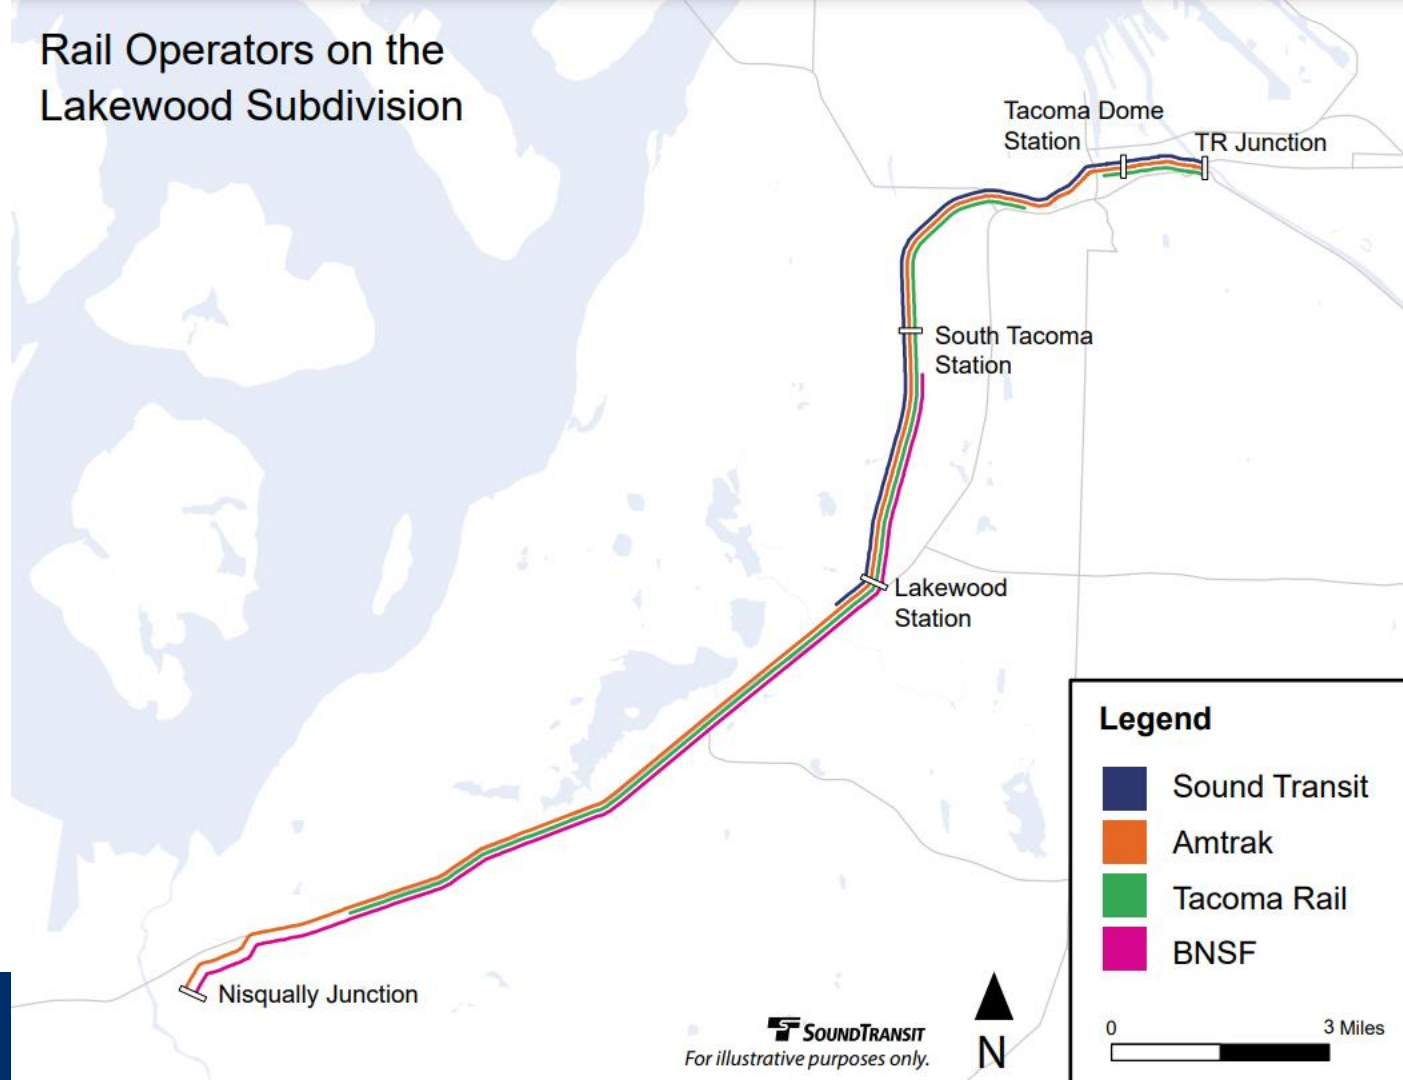 Rail Operators on the
Lakewood Subdivision
Tacoma Dome
Station
TR Junction
South Tacoma
Station
Lakewood
Station
Nisqually Junction
Legend
Sound Transit
Amtrak
Tacoma Rail
BNSF
0
3 Miles
SOUNDTRANSIT
For illustrative purposes only.
N